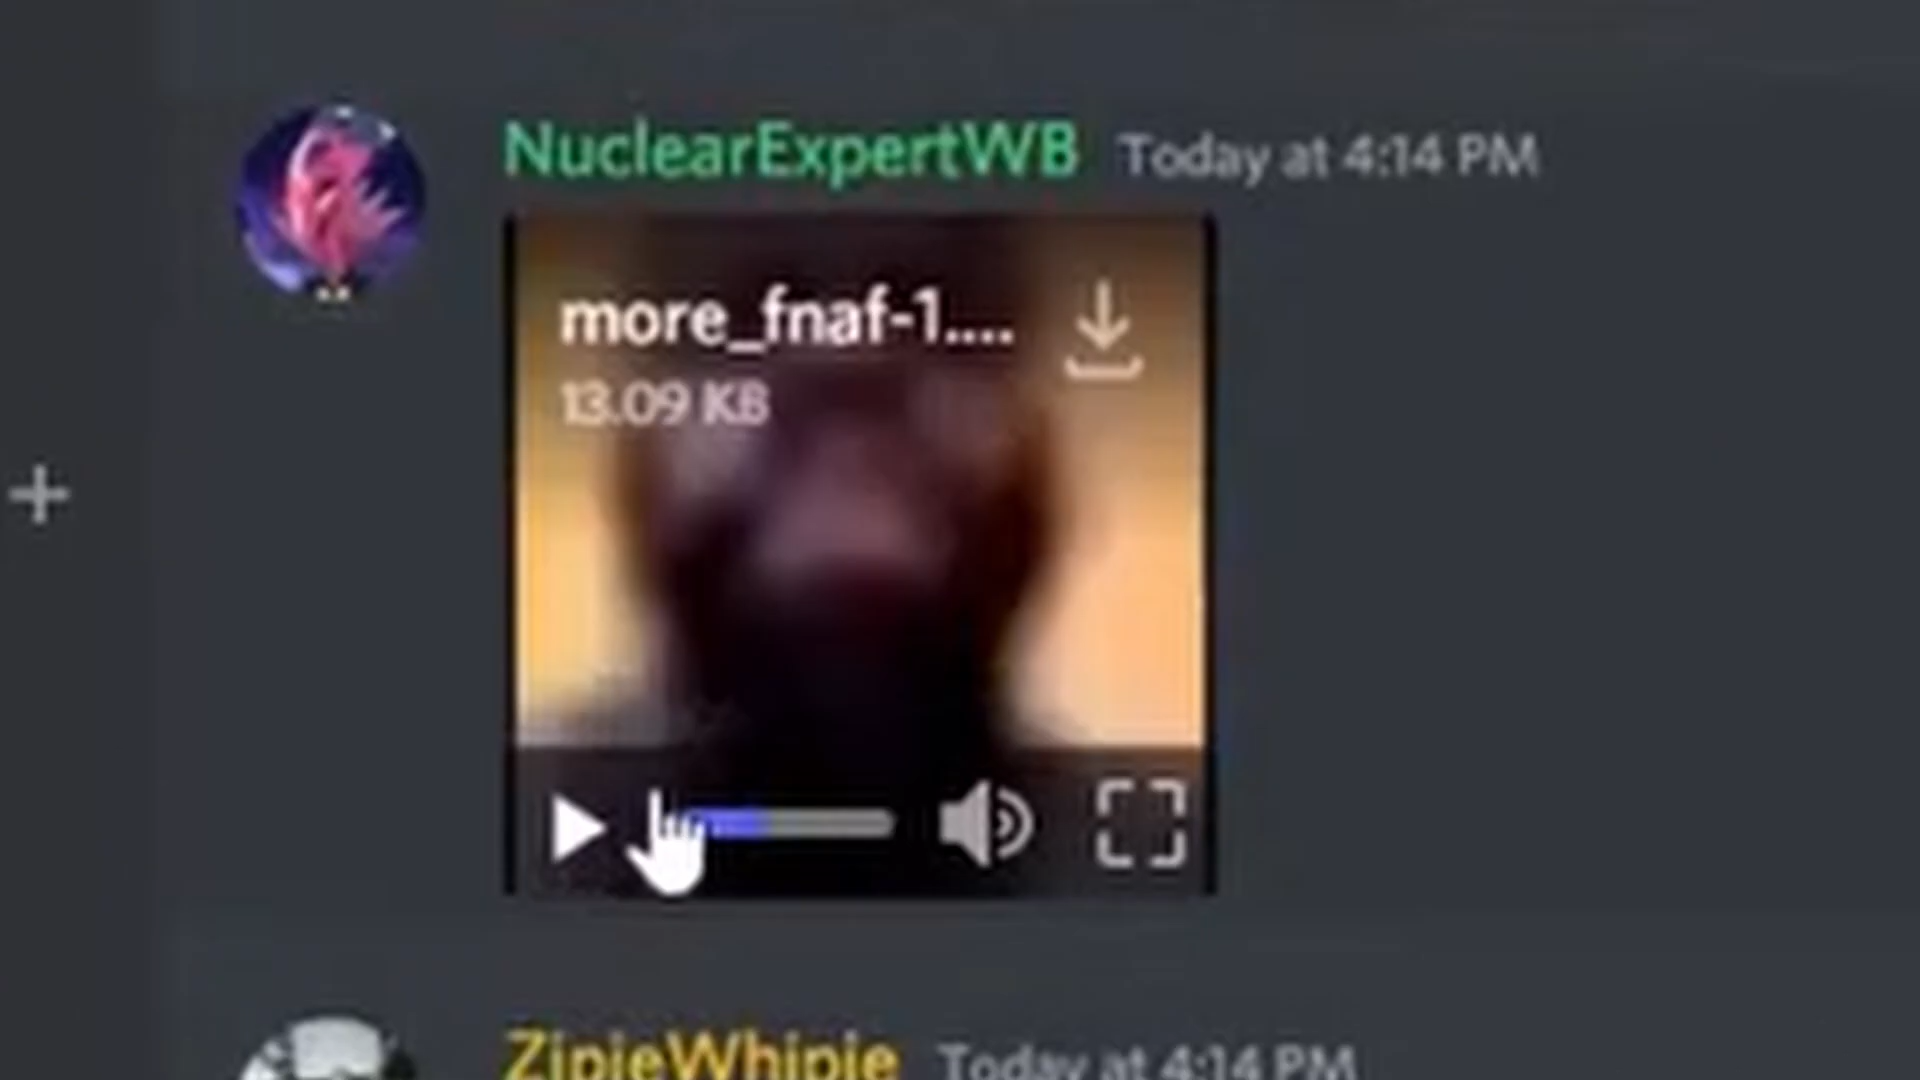 NuclearExpertWB Today at 4:14 PM
more_fnaf-1....
13.09 KB
ZipieWhipie Today at 4:14 PM